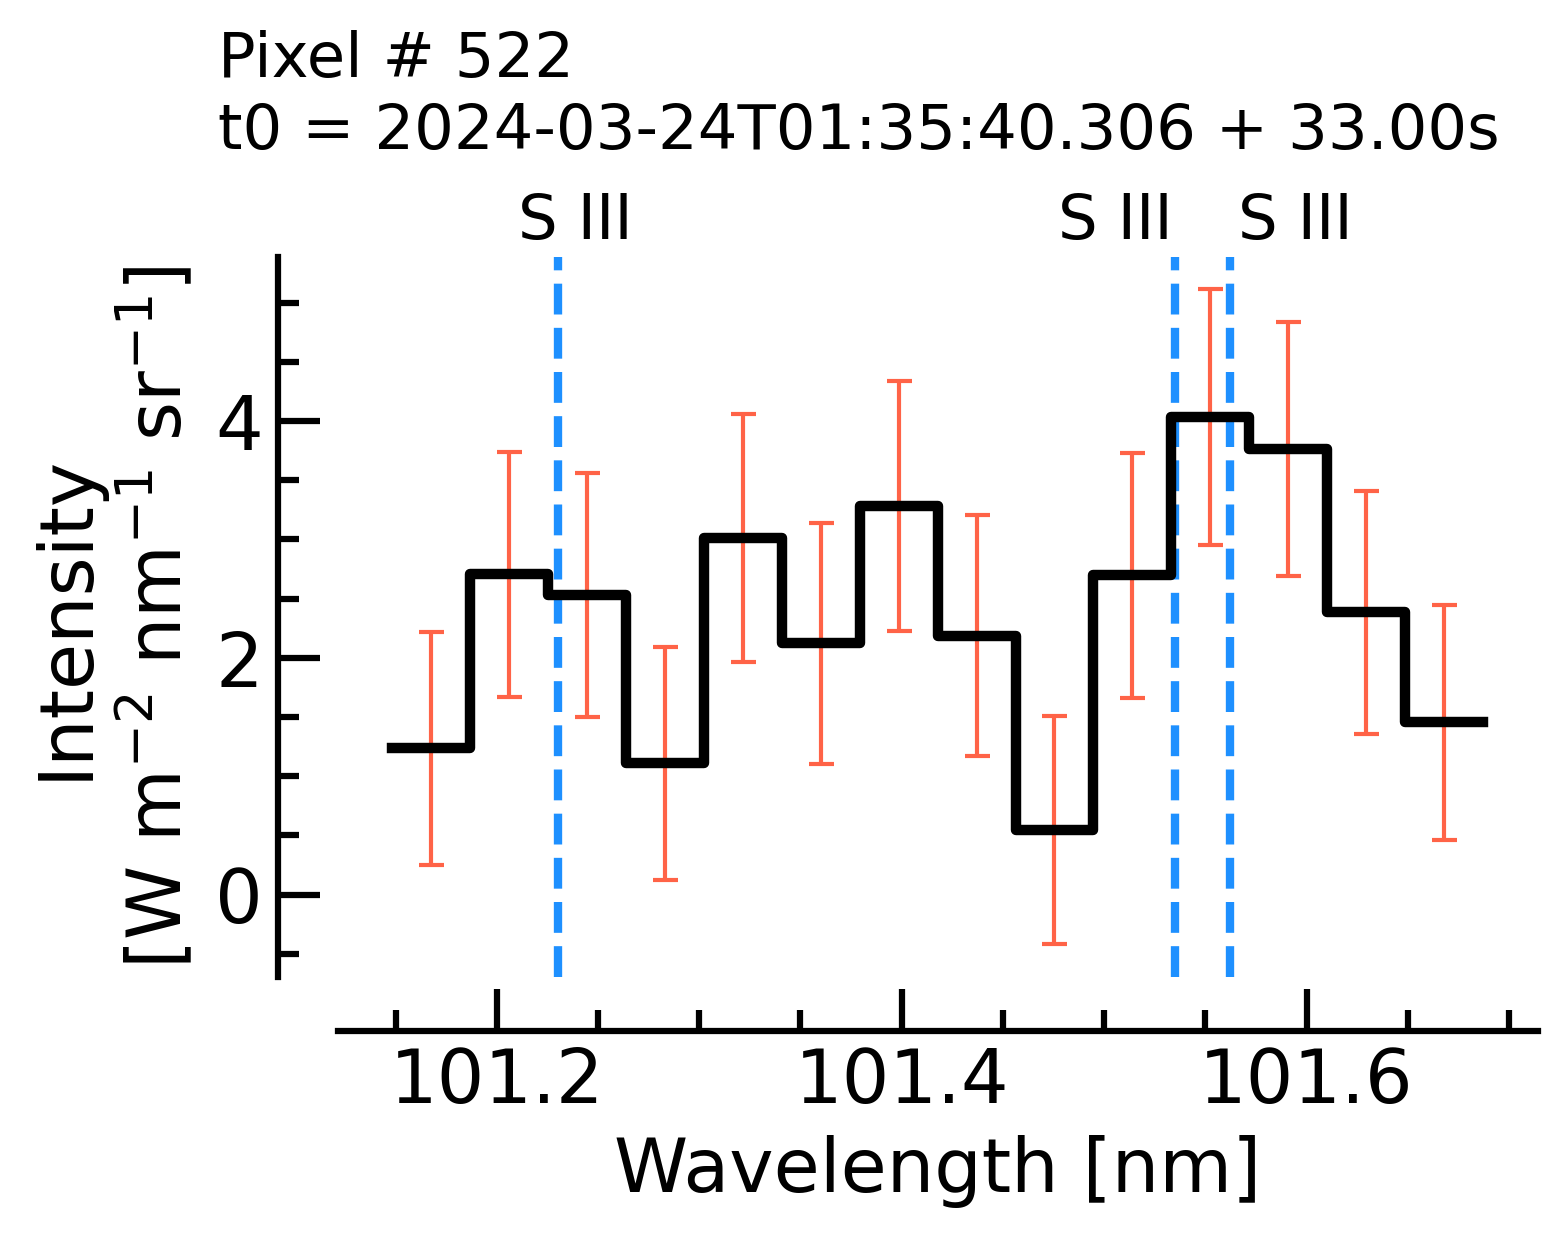 Pixel # 522
t0 = 2024-03-24T01:35:40.306 + 33.00s
S III S III S III
Intensity
[W m⁻² nm⁻¹ sr⁻¹]
4
2
0
101.2 101.4 101.6
Wavelength [nm]